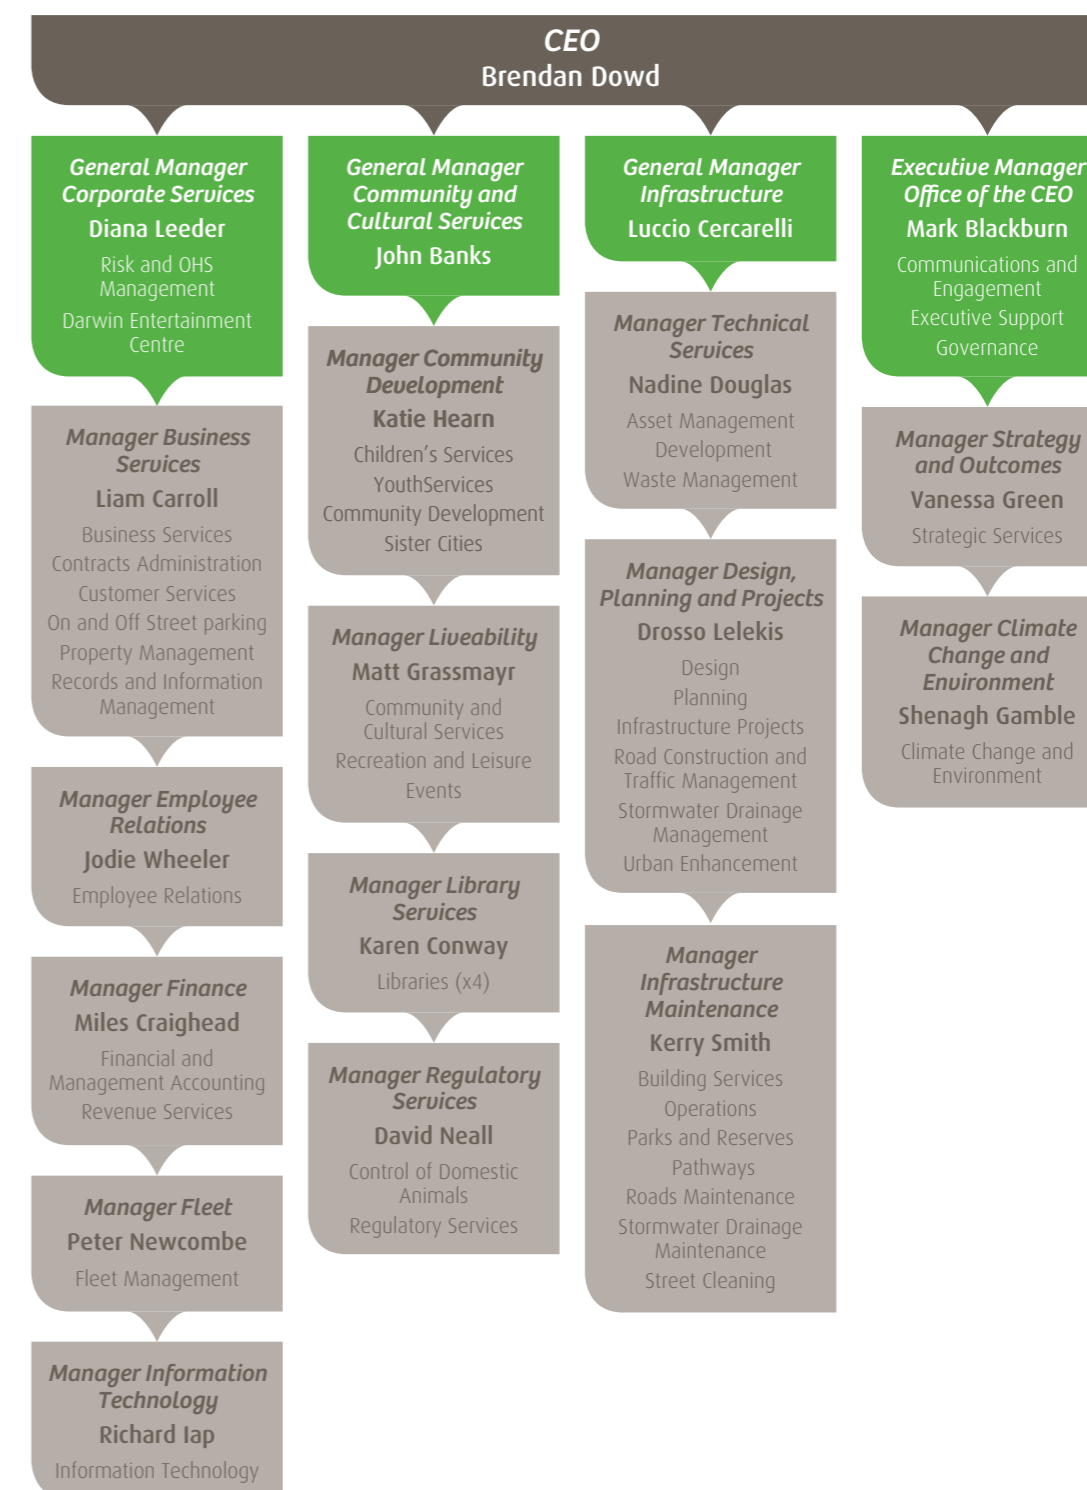 CEO
Brendan Dowd
General Manager
Corporate Services
Diana Leeder
Risk and OHS
Management
Darwin Entertainment
Centre
Manager Business
Services
Liam Carroll
Business Services
Contracts Administration
Customer Services
On and Off Street parking
Property Management
Records and Information
Management
Manager Employee
Relations
Jodie Wheeler
Employee Relations
Manager Finance
Miles Craighead
Financial and
Management Accounting
Revenue Services
Manager Fleet
Peter Newcombe
Fleet Management
Manager Information
Technology
Richard Iap
Information Technology
General Manager
Community and
Cultural Services
John Banks
Manager Community
Development
Katie Hearn
Children's Services
YouthServices
Community Development
Sister Cities
Manager Liveability
Matt Grassmayr
Community and
Cultural Services
Recreation and Leisure
Events
Manager Library
Services
Karen Conway
Libraries (x4)
Manager Regulatory
Services
David Neall
Control of Domestic
Animals
Regulatory Services
General Manager
Infrastructure
Luccio Cercarelli
Manager Technical
Services
Nadine Douglas
Asset Management
Development
Waste Management
Manager Design,
Planning and Projects
Drosso Lelekis
Design
Planning
Infrastructure Projects
Road Construction and
Traffic Management
Stormwater Drainage
Management
Urban Enhancement
Manager
Infrastructure
Maintenance
Kerry Smith
Building Services
Operations
Parks and Reserves
Pathways
Roads Maintenance
Stormwater Drainage
Maintenance
Street Cleaning
Executive Manager
Office of the CEO
Mark Blackburn
Communications and
Engagement
Executive Support
Governance
Manager Strategy
and Outcomes
Vanessa Green
Strategic Services
Manager Climate
Change and
Environment
Shenagh Gamble
Climate Change and
Environment